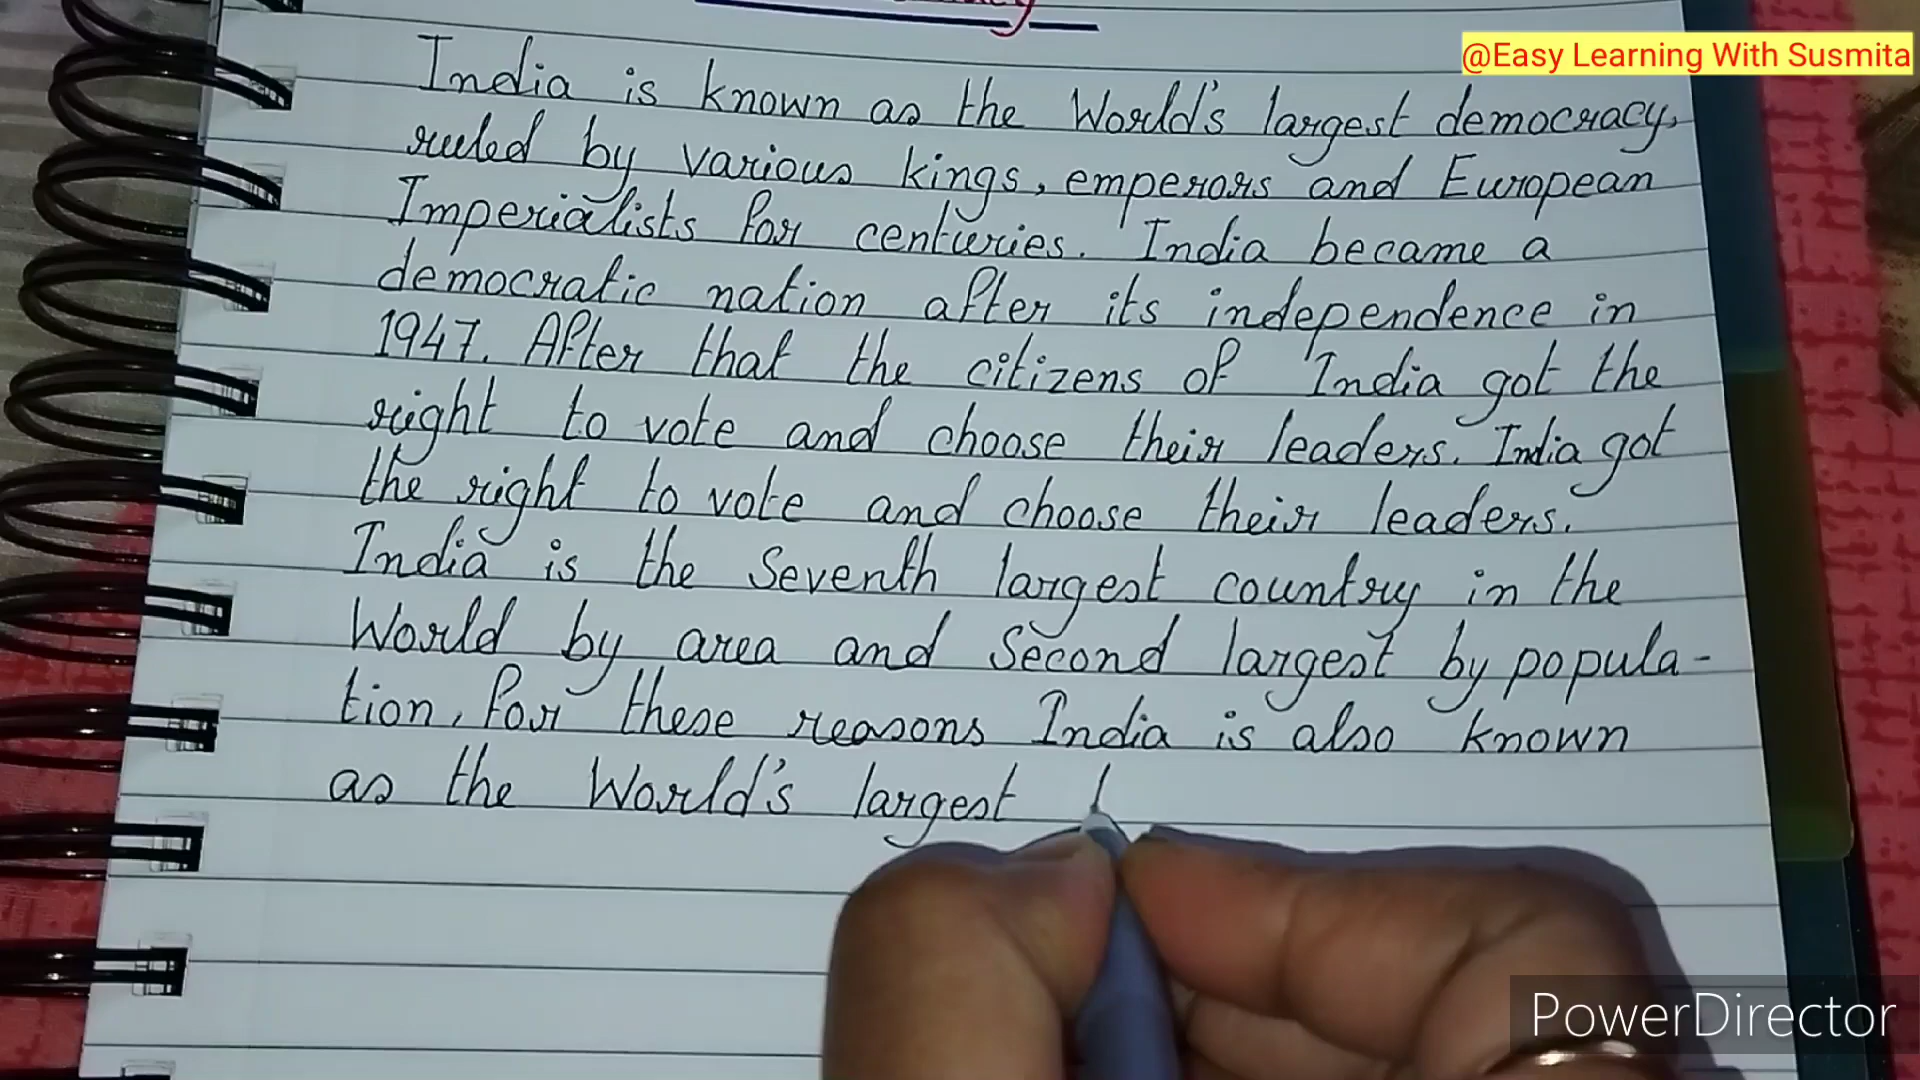 @Easy Learning With Susmita
India is known as the World's largest democracy,
ruled by various kings, emperors and European
Imperialists for centuries. India became a
democratic nation after its independence in
1947. After that the citizens of India got the
right to vote and choose their leaders. India got
the right to vote and choose their leaders.
India is the Seventh largest country in the
World by area and Second largest by popula-
tion, for these reasons India is also known
as the World's largest
PowerDirector